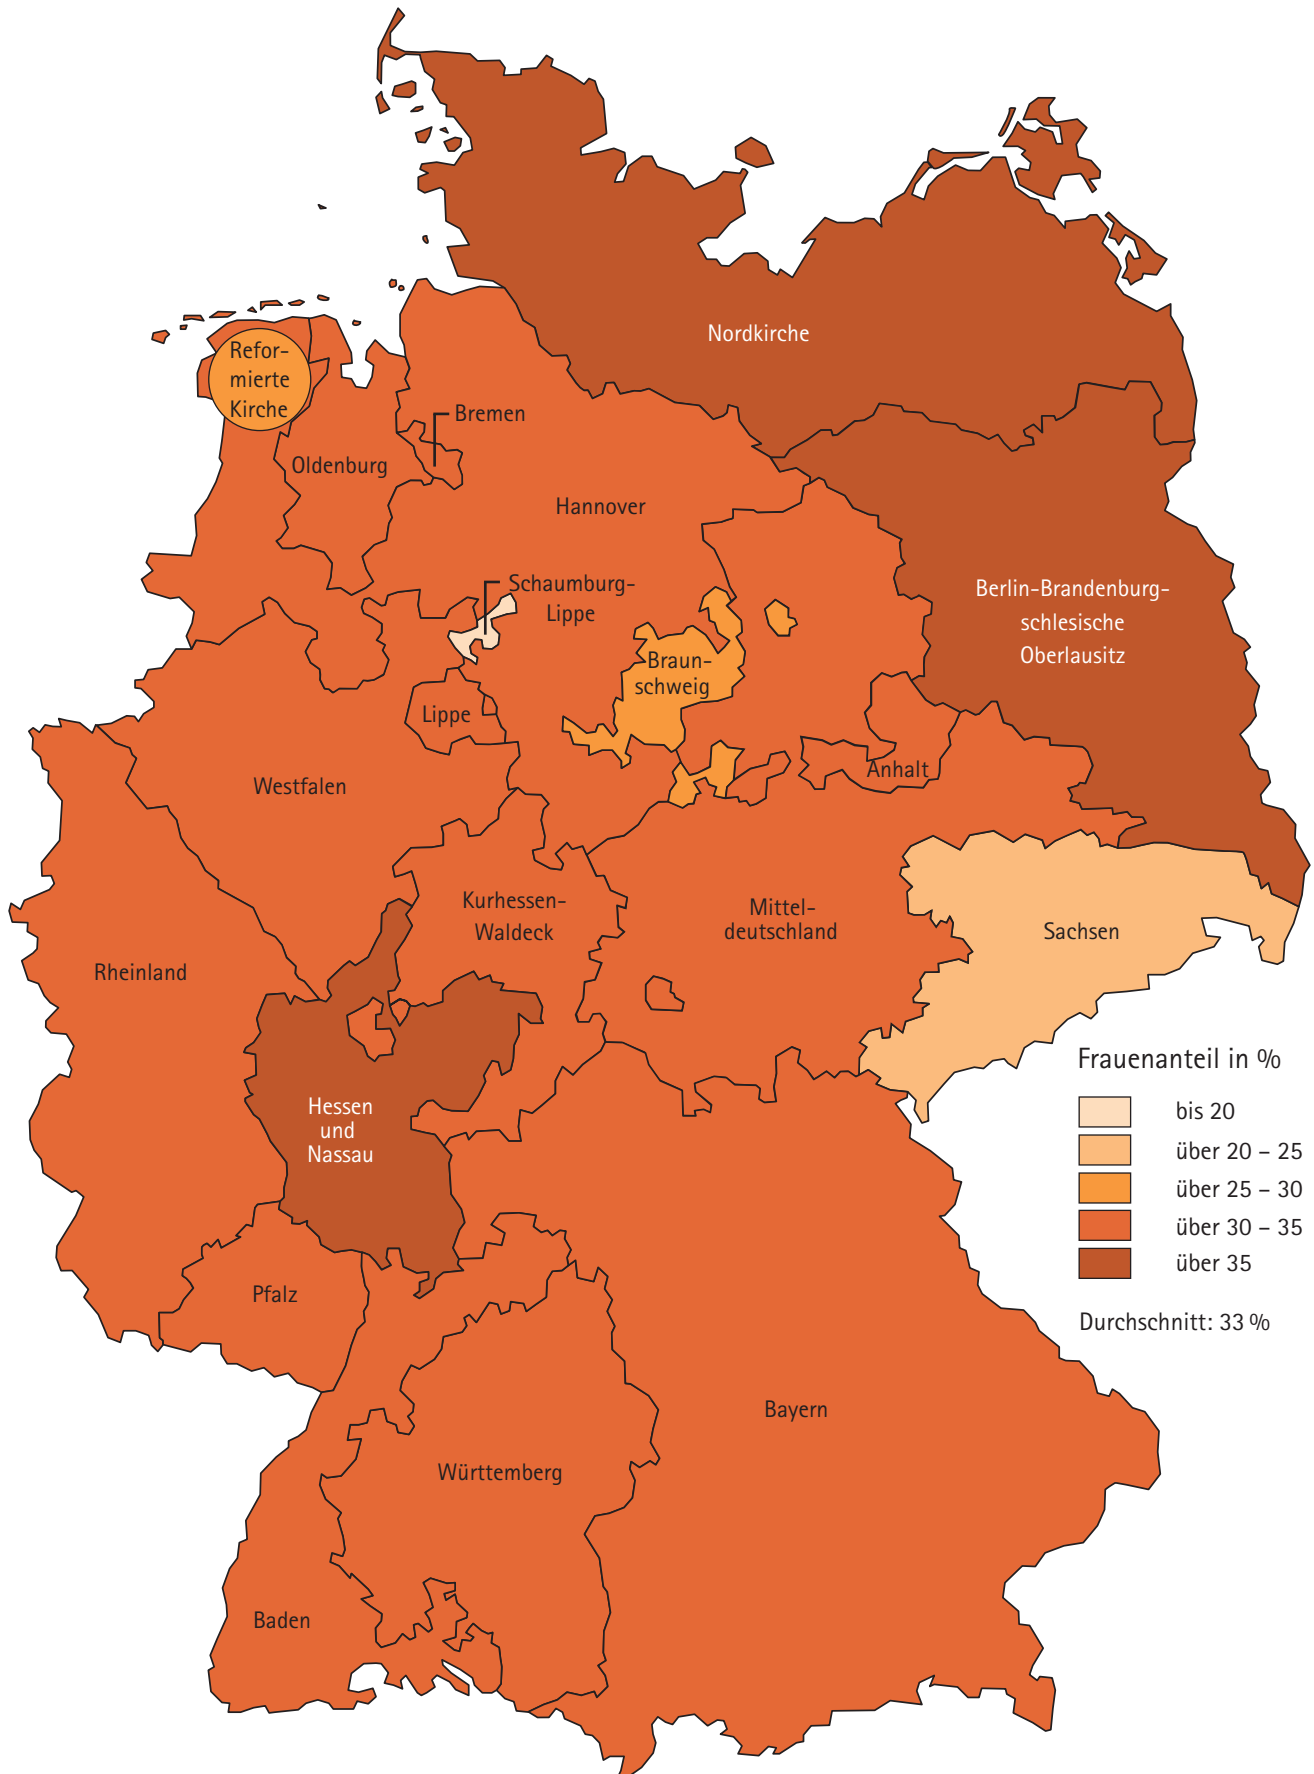 Nordkirche
Refor-
mierte
Kirche
Bremen
Oldenburg
Hannover
Schaumburg-
Lippe
Berlin-Brandenburg-
schlesische
Oberlausitz
Braun-
schweig
Lippe
Anhalt
Westfalen
Kurhessen-
Waldeck
Mittel-
deutschland
Sachsen
Rheinland
Hessen
und
Nassau
Pfalz
Bayern
Württemberg
Baden
Frauenanteil in %
bis 20
über 20 – 25
über 25 – 30
über 30 – 35
über 35
Durchschnitt: 33 %